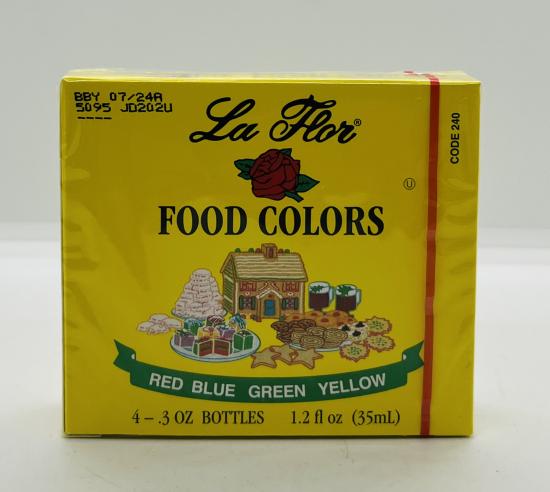 BBY 07/24A
5095 JD202U
La Flor®
CODE 240
U
FOOD COLORS
RED BLUE GREEN YELLOW
4 – .3 OZ BOTTLES 1.2 fl oz (35mL)